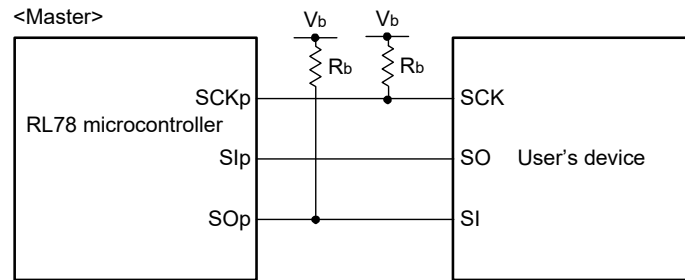 <Master>
Vb Vb
Rb Rb
SCKp SCK
RL78 microcontroller
SIp SO User's device
SOp SI